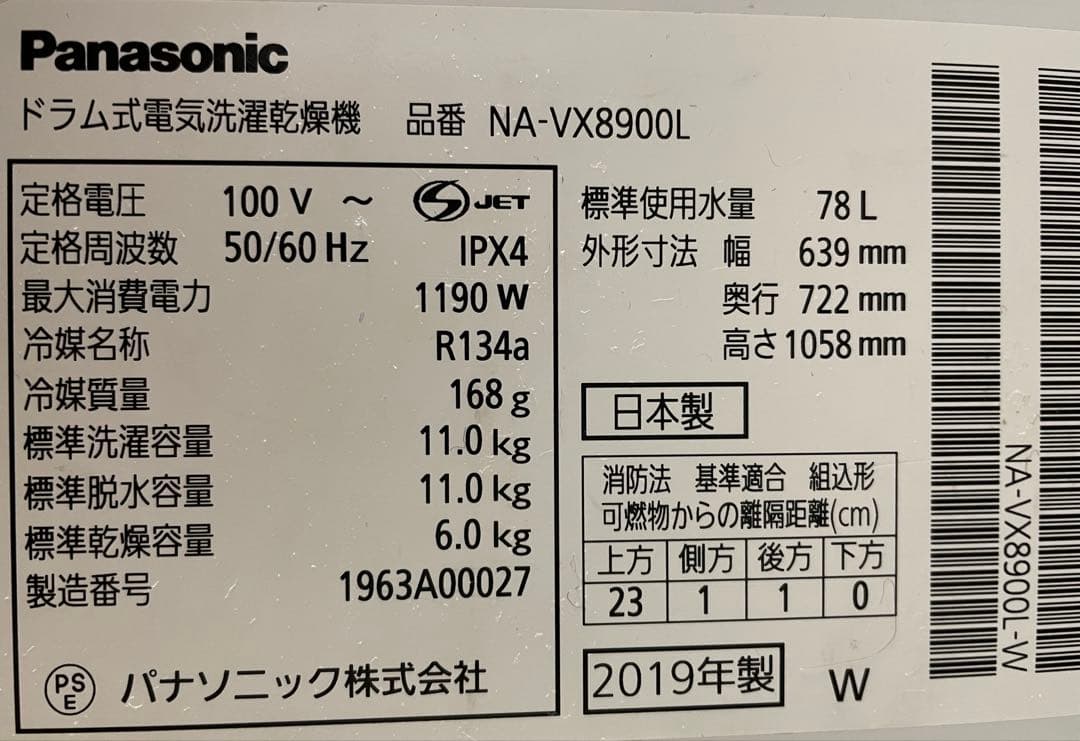 Panasonic
ドラム式電気洗濯乾燥機 品番 NA-VX8900L
定格電圧 100 V ～ S JET
定格周波数 50/60 Hz IPX4
最大消費電力 1190 W
冷媒名称 R134a
冷媒質量 168 g
標準洗濯容量 11.0 kg
標準脱水容量 11.0 kg
標準乾燥容量 6.0 kg
製造番号 1963A00027
PS
E
パナソニック株式会社
標準使用水量 78 L
外形寸法 幅 639 mm
奥行 722 mm
高さ 1058 mm
日本製
消防法 基準適合 組込形
可燃物からの離隔距離(cm)
上方 側方 後方 下方
23 1 1 0
2019年製 W
NA-VX8900L-W